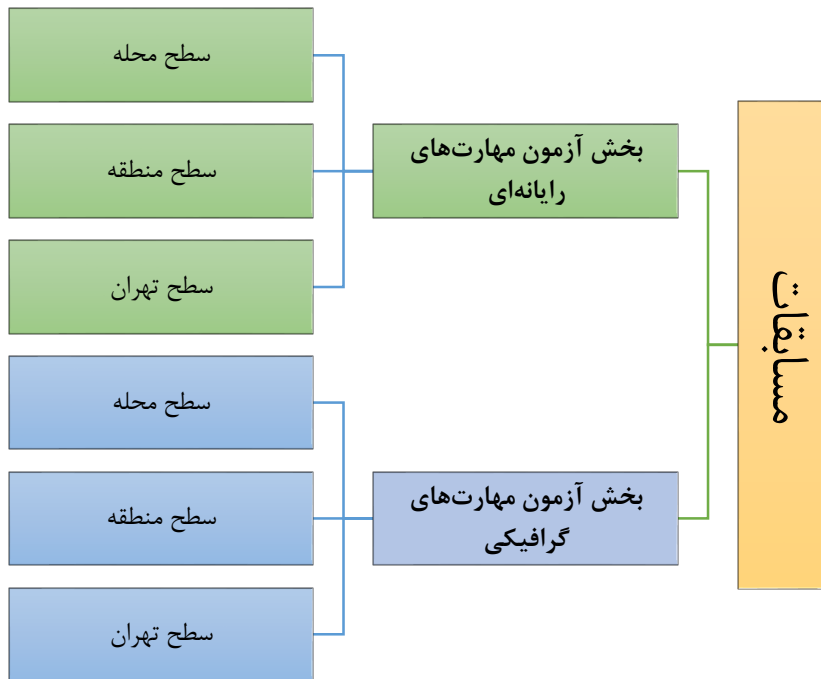 مسابقات
بخش آزمون مهارت‌های
رایانه‌ای
سطح محله
سطح منطقه
سطح تهران
بخش آزمون مهارت‌های
گرافیکی
سطح محله
سطح منطقه
سطح تهران